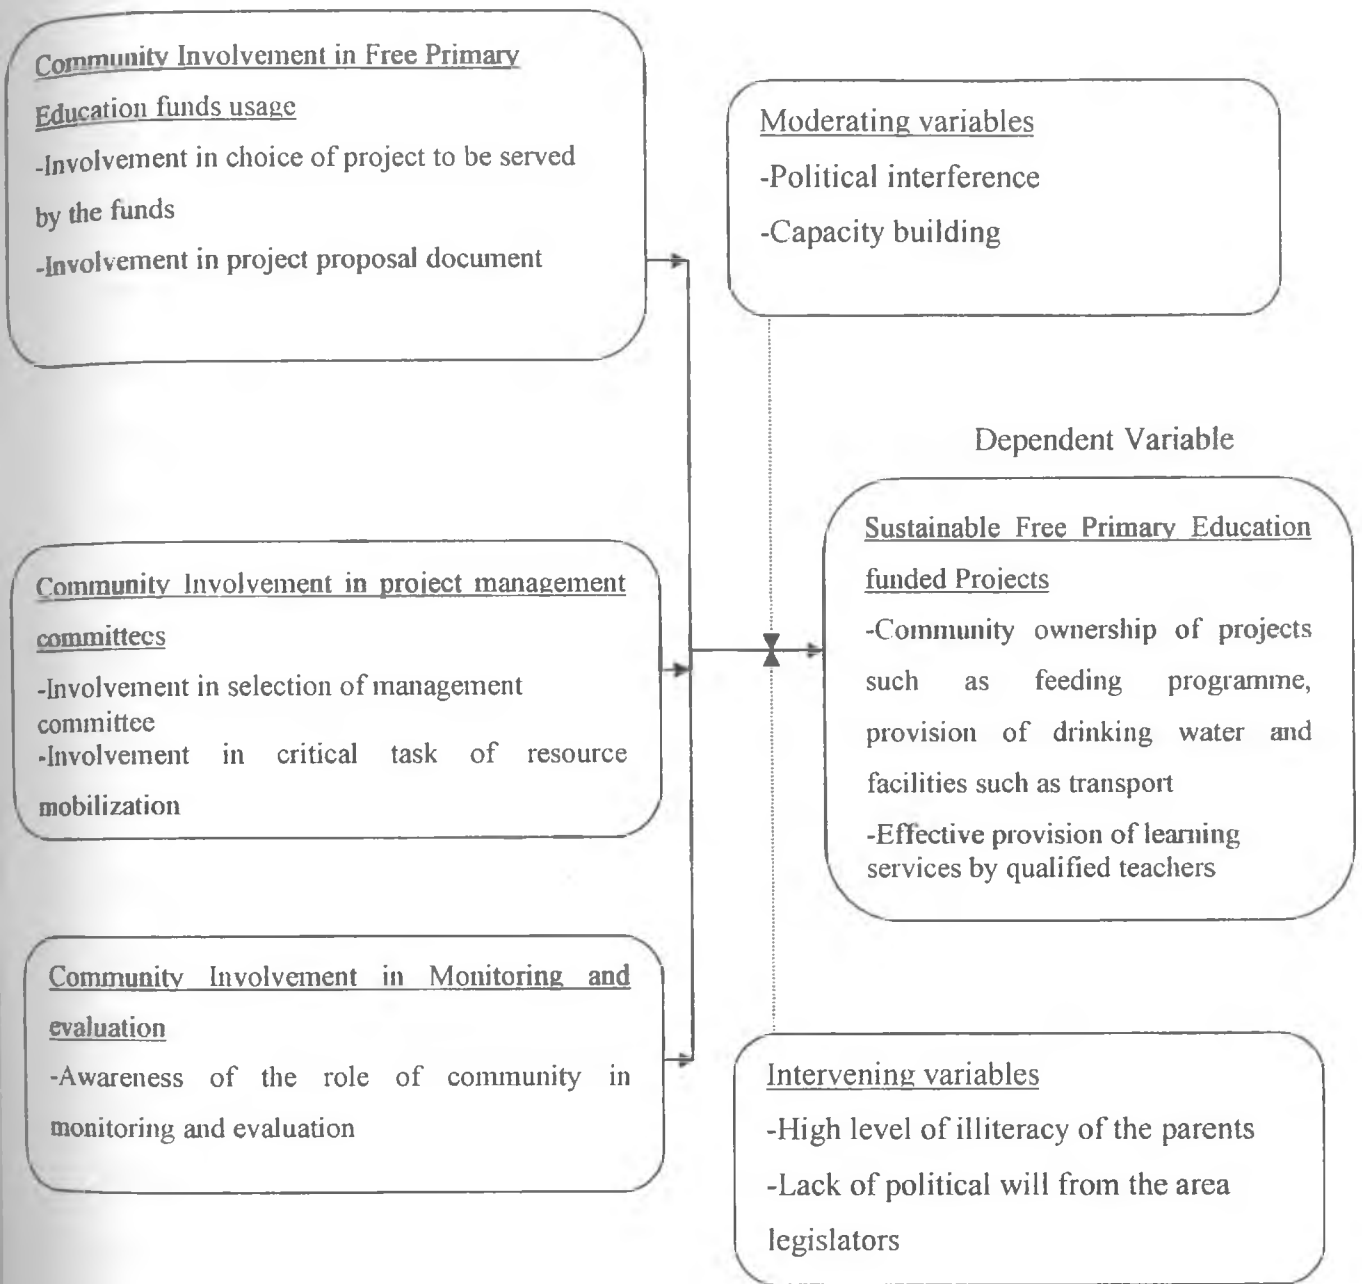 Community Involvement in Free Primary
Education funds usage
-Involvement in choice of project to be served
by the funds
-Involvement in project proposal document
Moderating variables
-Political interference
-Capacity building
Dependent Variable
Sustainable Free Primary Education
funded Projects
-Community ownership of projects
such as feeding programme,
provision of drinking water and
facilities such as transport
-Effective provision of learning
services by qualified teachers
Community Involvement in project management
committees
-Involvement in selection of management
committee
-Involvement in critical task of resource
mobilization
Community Involvement in Monitoring and
evaluation
-Awareness of the role of community in
monitoring and evaluation
Intervening variables
-High level of illiteracy of the parents
-Lack of political will from the area
legislators